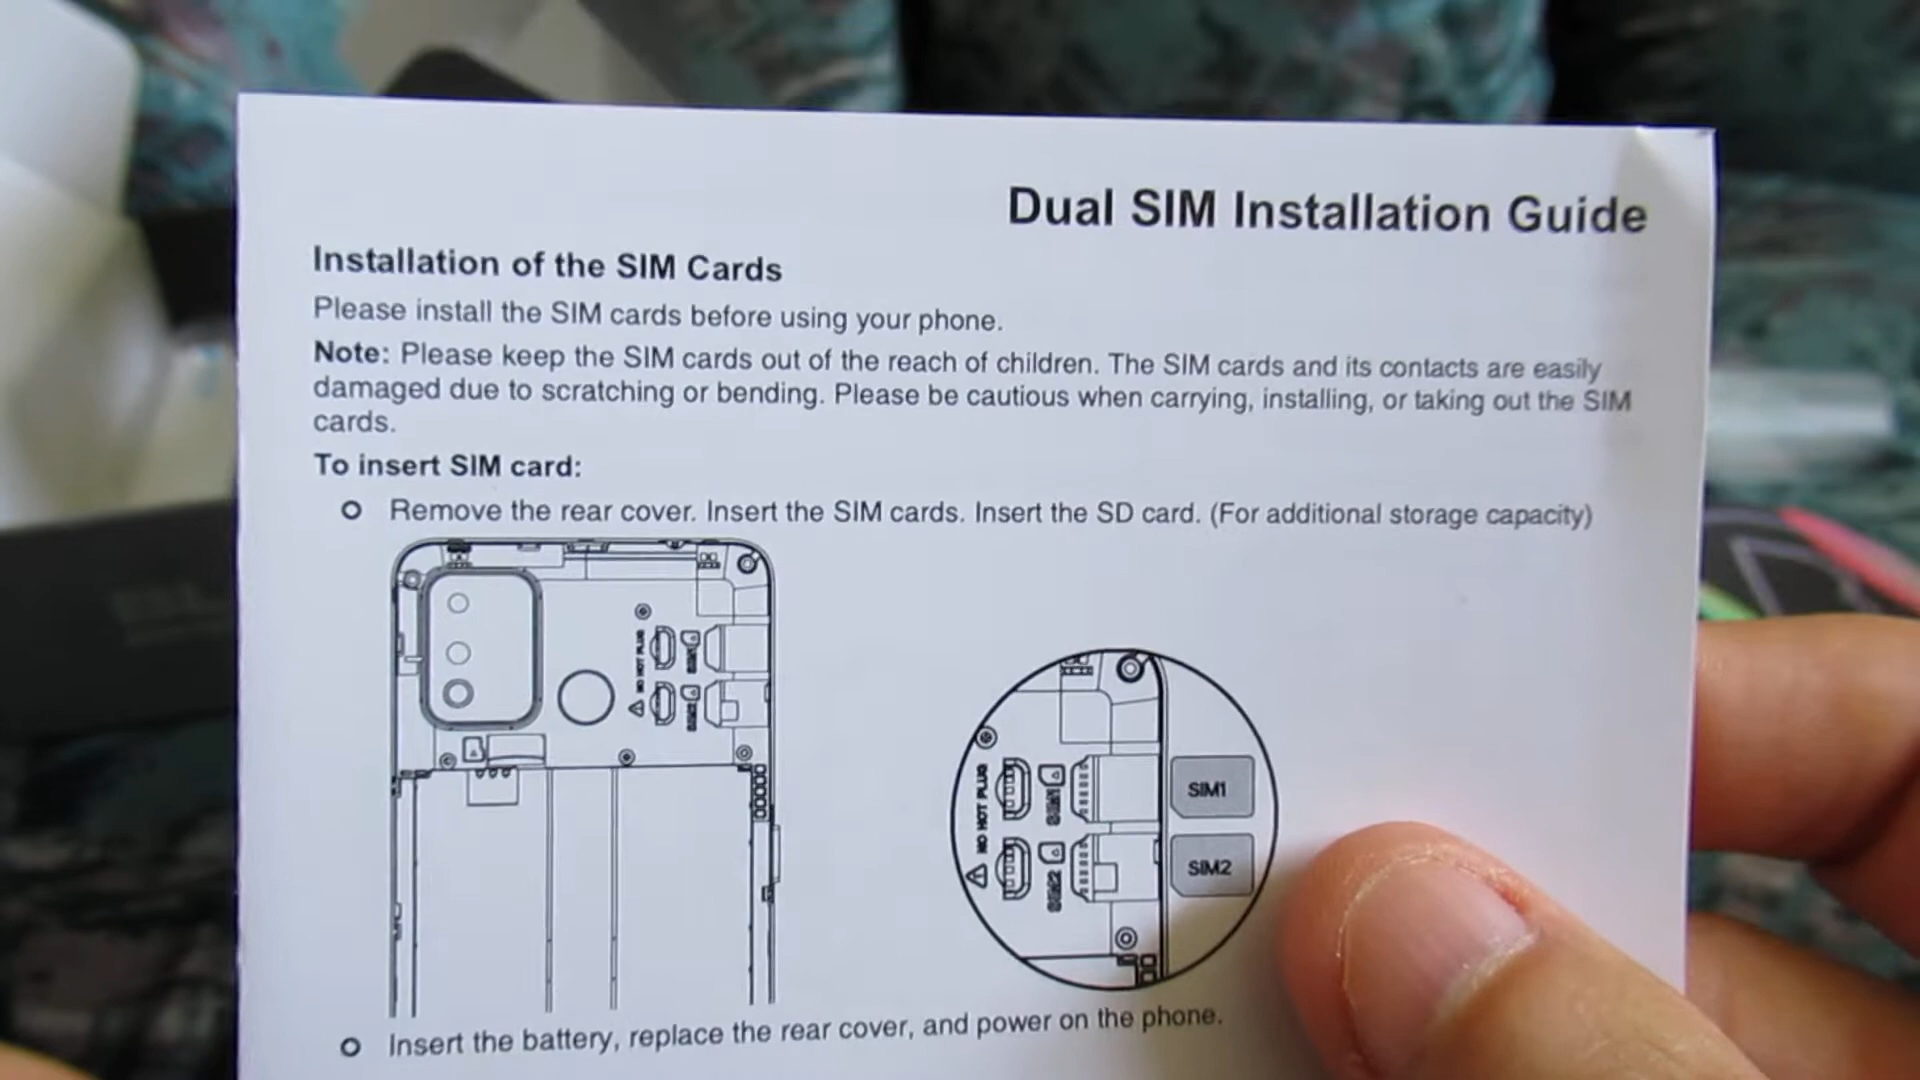 Dual SIM Installation Guide
Installation of the SIM Cards
Please install the SIM cards before using your phone.
Note: Please keep the SIM cards out of the reach of children. The SIM cards and its contacts are easily
damaged due to scratching or bending. Please be cautious when carrying, installing, or taking out the SIM
cards.
To insert SIM card:
Remove the rear cover. Insert the SIM cards. Insert the SD card. (For additional storage capacity)
NO HOT PLUG
SIM1
SIM2
NO HOT PLUG
SIM1
SIM2
SIM1
SIM2
Insert the battery, replace the rear cover, and power on the phone.